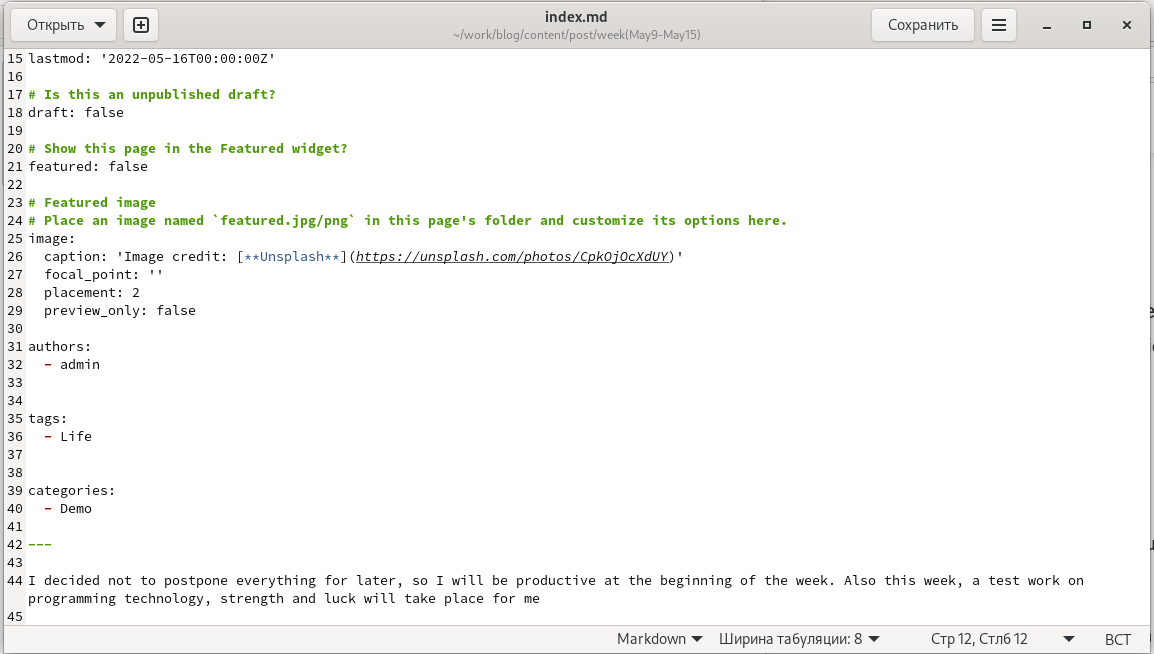 Открыть
index.md
~/work/blog/content/post/week(May9-May15)
Сохранить
15 lastmod: '2022-05-16T00:00:00Z'
16
17 # Is this an unpublished draft?
18 draft: false
19
20 # Show this page in the Featured widget?
21 featured: false
22
23 # Featured image
24 # Place an image named `featured.jpg/png` in this page's folder and customize its options here.
25 image:
26   caption: 'Image credit: [**Unsplash**](https://unsplash.com/photos/CpkOjOcXdUY)'
27   focal_point: ''
28   placement: 2
29   preview_only: false
30
31 authors:
32   - admin
33
34
35 tags:
36   - Life
37
38
39 categories:
40   - Demo
41
42 ---
43
44 I decided not to postpone everything for later, so I will be productive at the beginning of the week. Also this week, a test work on
programming technology, strength and luck will take place for me
45
Markdown Ширина табуляции: 8 Стр 12, Стлб 12 ВСТ